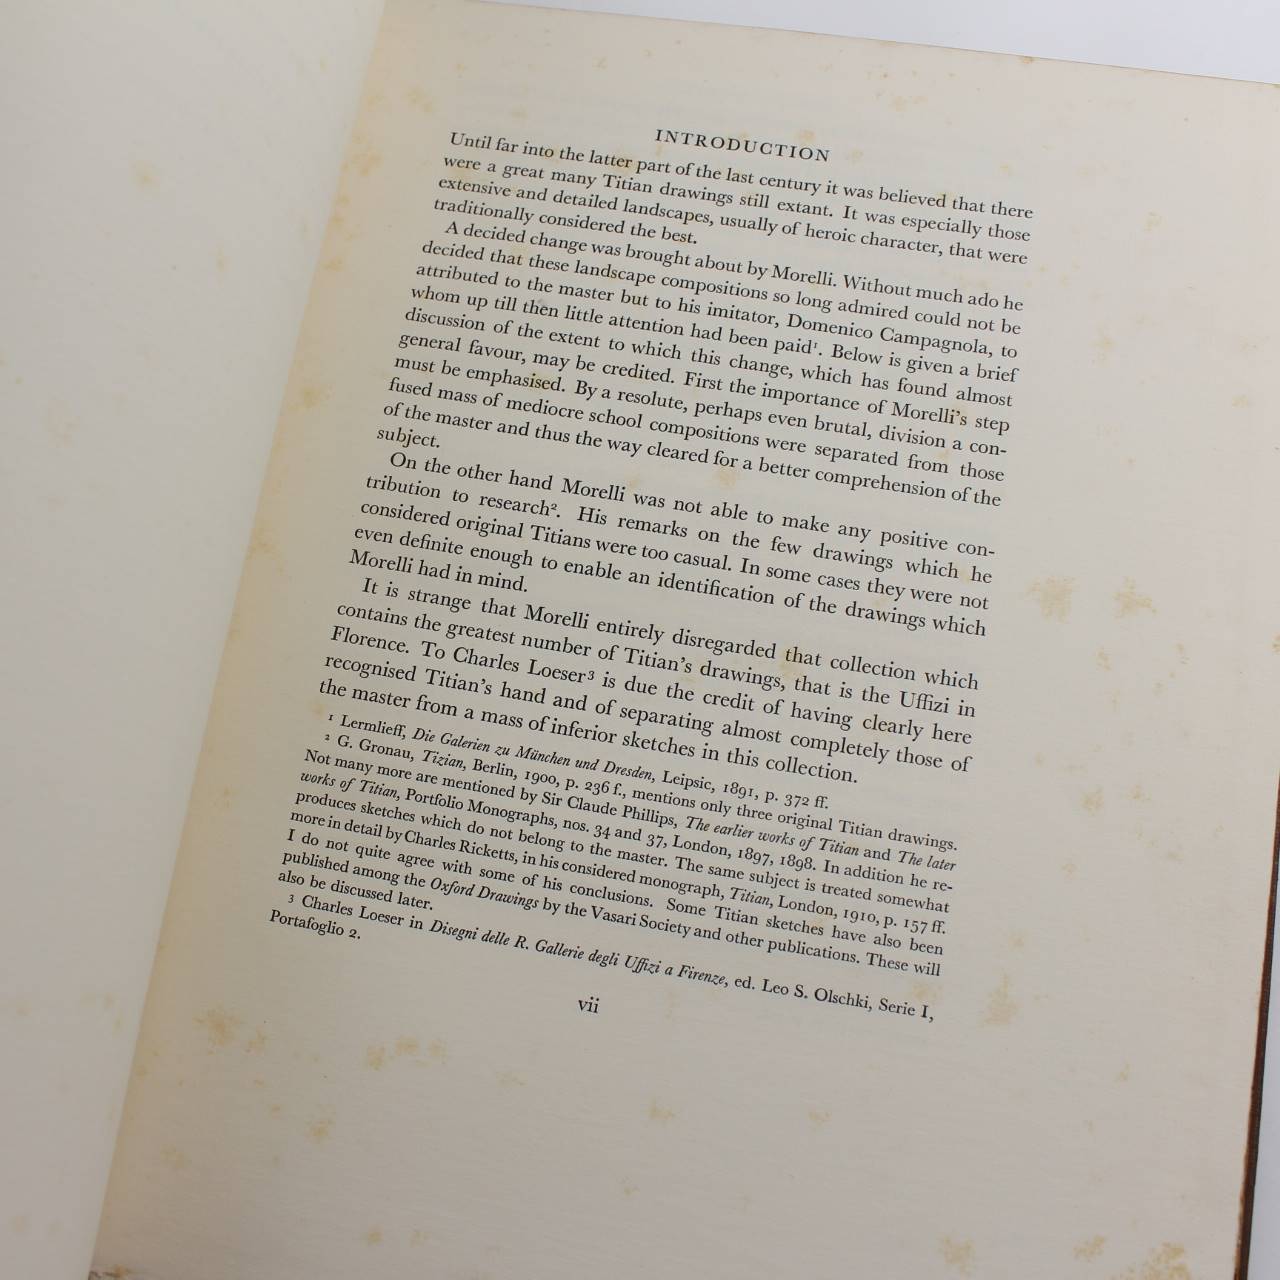 INTRODUCTION
Until far into the latter part of the last century it was believed that there
were a great many Titian drawings still extant. It was especially those
extensive and detailed landscapes, usually of heroic character, that were
traditionally considered the best.
A decided change was brought about by Morelli. Without much ado he
decided that these landscape compositions so long admired could not be
attributed to the master but to his imitator, Domenico Campagnola, to
whom up till then little attention had been paid¹. Below is given a brief
discussion of the extent to which this change, which has found almost
general favour, may be credited. First the importance of Morelli's step
must be emphasised. By a resolute, perhaps even brutal, division a con-
fused mass of mediocre school compositions were separated from those
of the master and thus the way cleared for a better comprehension of the
subject.
On the other hand Morelli was not able to make any positive con-
tribution to research². His remarks on the few drawings which he
considered original Titians were too casual. In some cases they were not
even definite enough to enable an identification of the drawings which
Morelli had in mind.
It is strange that Morelli entirely disregarded that collection which
contains the greatest number of Titian's drawings, that is the Uffizi in
Florence. To Charles Loeser³ is due the credit of having clearly here
recognised Titian's hand and of separating almost completely those of
the master from a mass of inferior sketches in this collection.
¹ Lermlieff, Die Galerien zu München und Dresden, Leipsic, 1891, p. 372 ff.
² G. Gronau, Tizian, Berlin, 1900, p. 236 f., mentions only three original Titian drawings.
Not many more are mentioned by Sir Claude Phillips, The earlier works of Titian and The later
works of Titian, Portfolio Monographs, nos. 34 and 37, London, 1897, 1898. In addition he re-
produces sketches which do not belong to the master. The same subject is treated somewhat
more in detail by Charles Ricketts, in his considered monograph, Titian, London, 1910, p. 157 ff.
I do not quite agree with some of his conclusions. Some Titian sketches have also been
published among the Oxford Drawings by the Vasari Society and other publications. These will
also be discussed later.
³ Charles Loeser in Disegni delle R. Gallerie degli Uffizi a Firenze, ed. Leo S. Olschki, Serie I,
Portafoglio 2.
vii